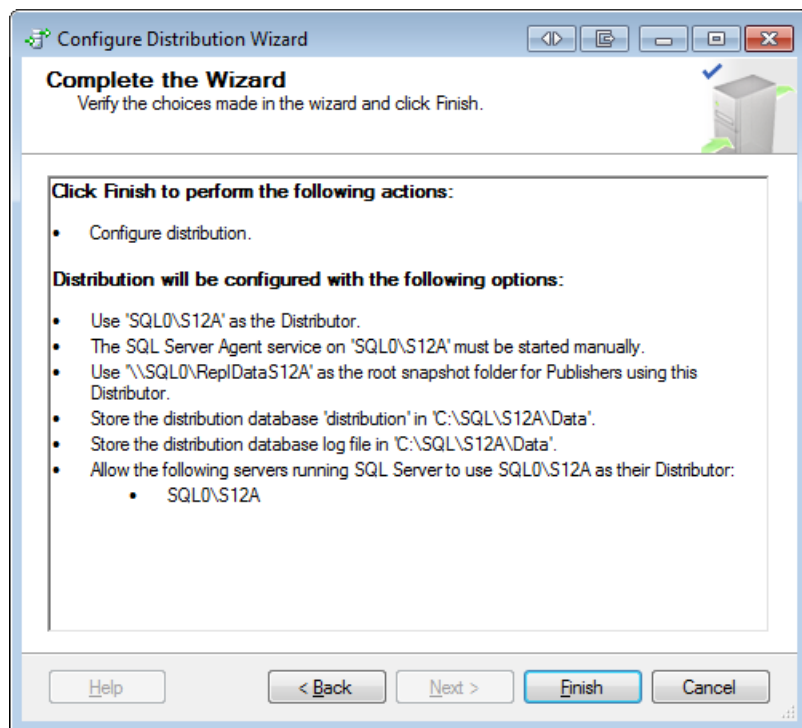 Configure Distribution Wizard
Complete the Wizard
Verify the choices made in the wizard and click Finish.
Click Finish to perform the following actions:
• Configure distribution.
Distribution will be configured with the following options:
• Use 'SQL0\S12A' as the Distributor.
• The SQL Server Agent service on 'SQL0\S12A' must be started manually.
• Use '\\SQL0\ReplDataS12A' as the root snapshot folder for Publishers using this
Distributor.
• Store the distribution database 'distribution' in 'C:\SQL\S12A\Data'.
• Store the distribution database log file in 'C:\SQL\S12A\Data'.
• Allow the following servers running SQL Server to use SQL0\S12A as their Distributor:
• SQL0\S12A
Help
< Back
Next >
Finish
Cancel